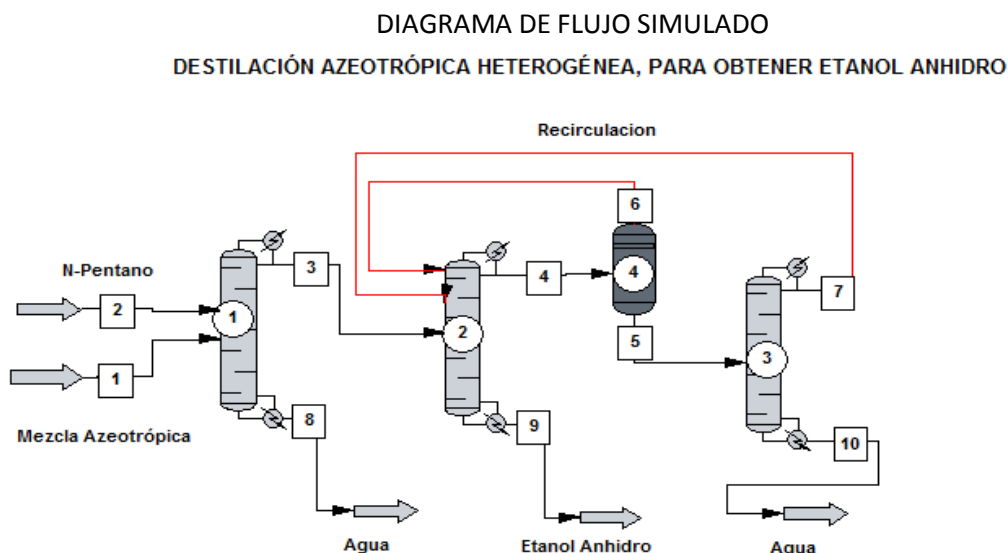 DIAGRAMA DE FLUJO SIMULADO
DESTILACIÓN AZEOTRÓPICA HETEROGÉNEA, PARA OBTENER ETANOL ANHIDRO
Recirculacion
6
N-Pentano
3
4
4
7
2
1
2
5
3
1
Mezcla Azeotrópica
8
9
10
Agua
Etanol Anhidro
Agua